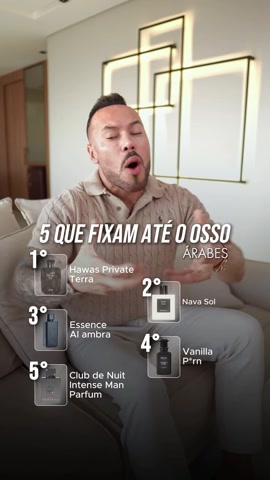 5 QUE FIXAM ATÉ O OSSO
ÁRABES
1°
Hawas Private
Terra
2°
Nava Sol
3°
Essence
Al ambra
4°
Vanilla
P*rn
5°
Club de Nuit
Intense Man
Parfum